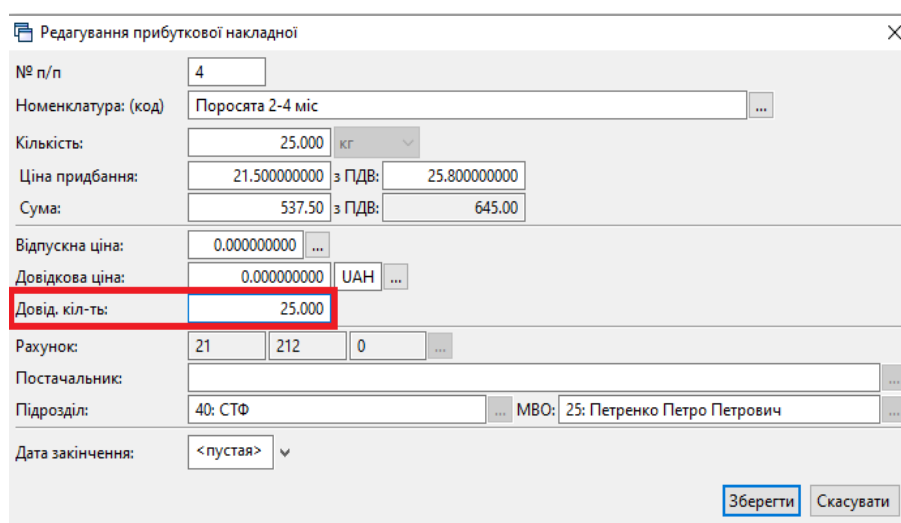 Редагування прибуткової накладної
№ п/п 4
Номенклатура: (код) Поросята 2-4 міс ...
Кількість: 25.000 кг
Ціна придбання: 21.500000000 з ПДВ: 25.800000000
Сума: 537.50 з ПДВ: 645.00
Відпускна ціна: 0.000000000 ...
Довідкова ціна: 0.000000000 UAH ...
Довід. кіл-ть: 25.000
Рахунок: 21 212 0 ...
Постачальник: ...
Підрозділ: 40: СТФ ... МВО: 25: Петренко Петро Петрович ...
Дата закінчення: <пустая>
Зберегти Скасувати